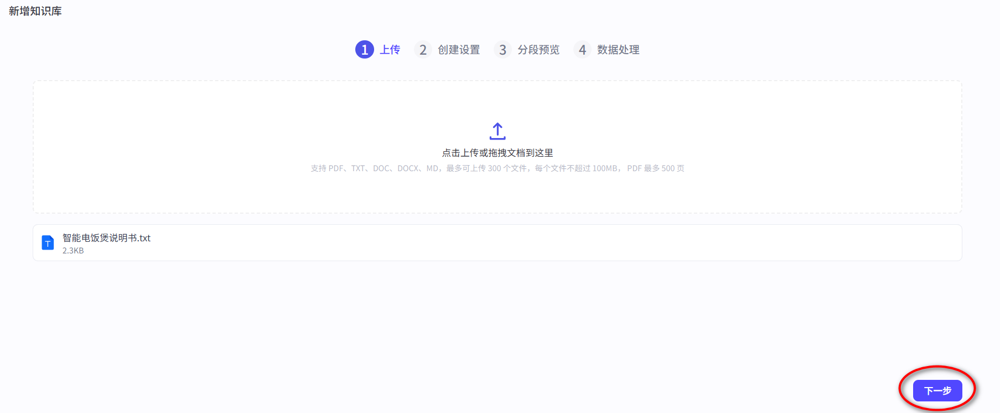 新增知识库
1 上传 2 创建设置 3 分段预览 4 数据处理
点击上传或拖拽文档到这里
支持 PDF、TXT、DOC、DOCX、MD，最多可上传 300 个文件，每个文件不超过 100MB， PDF 最多 500 页
T
智能电饭煲说明书.txt
2.3KB
下一步